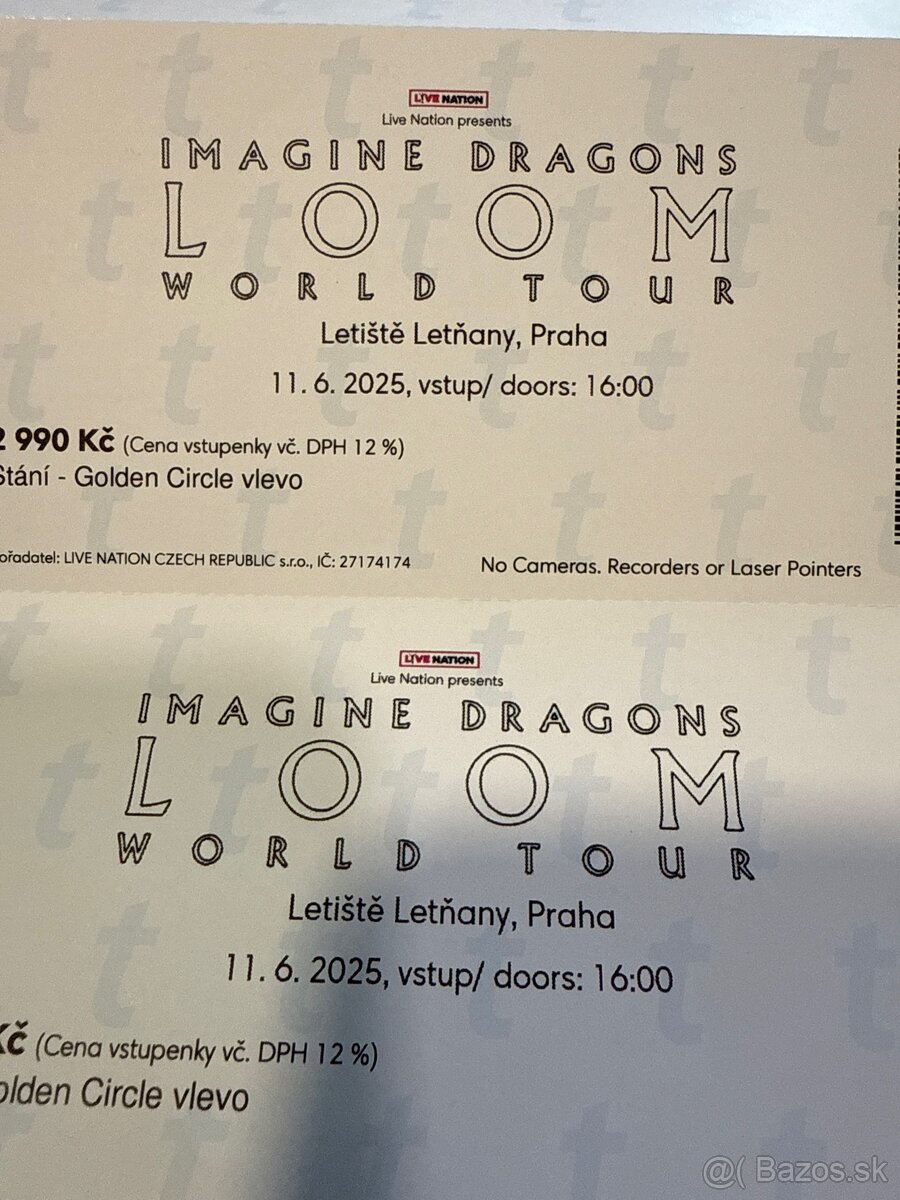 LIVE NATION
Live Nation presents
IMAGINE DRAGONS
LOOM
WORLD TOUR
Letiště Letňany, Praha
11. 6. 2025, vstup/ doors: 16:00
2 990 Kč (Cena vstupenky vč. DPH 12 %)
Stání - Golden Circle vlevo
ořadatel: LIVE NATION CZECH REPUBLIC s.r.o., IČ: 27174174
No Cameras. Recorders or Laser Pointers
LIVE NATION
Live Nation presents
IMAGINE DRAGONS
LOOM
WORLD TOUR
Letiště Letňany, Praha
11. 6. 2025, vstup/ doors: 16:00
Kč (Cena vstupenky vč. DPH 12 %)
olden Circle vlevo
@( Bazos.sk